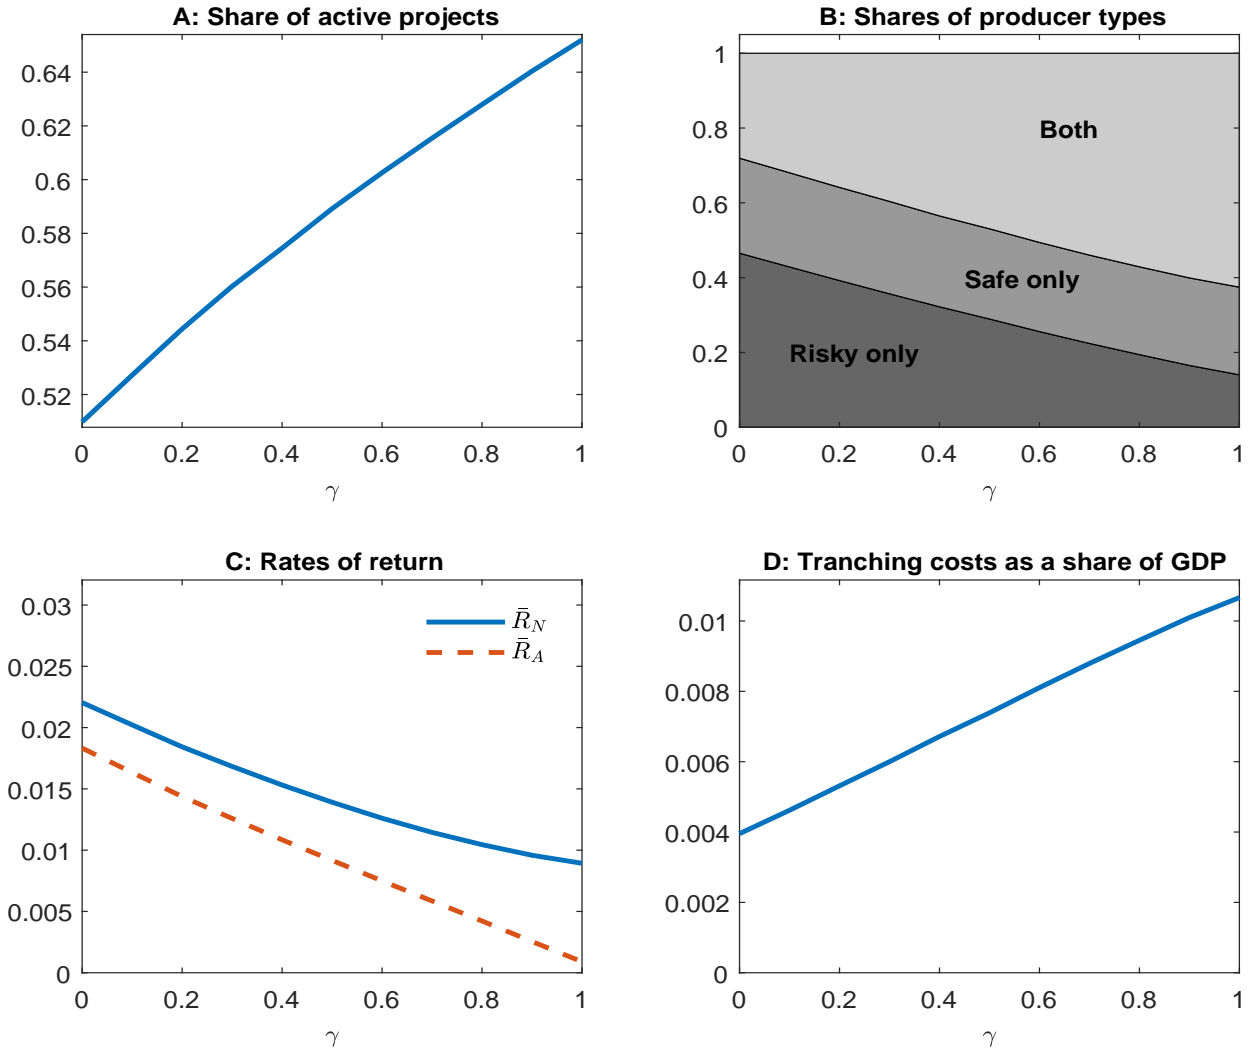 A: Share of active projects
0.64
0.62
0.6
0.58
0.56
0.54
0.52
0 0.2 0.4 0.6 0.8 1
γ
B: Shares of producer types
1
0.8
0.6
0.4
0.2
0
Both
Safe only
Risky only
0 0.2 0.4 0.6 0.8 1
γ
C: Rates of return
0.03
0.025
0.02
0.015
0.01
0.005
0
R̄_N
R̄_A
0 0.2 0.4 0.6 0.8 1
γ
D: Tranching costs as a share of GDP
0.01
0.008
0.006
0.004
0.002
0
0 0.2 0.4 0.6 0.8 1
γ